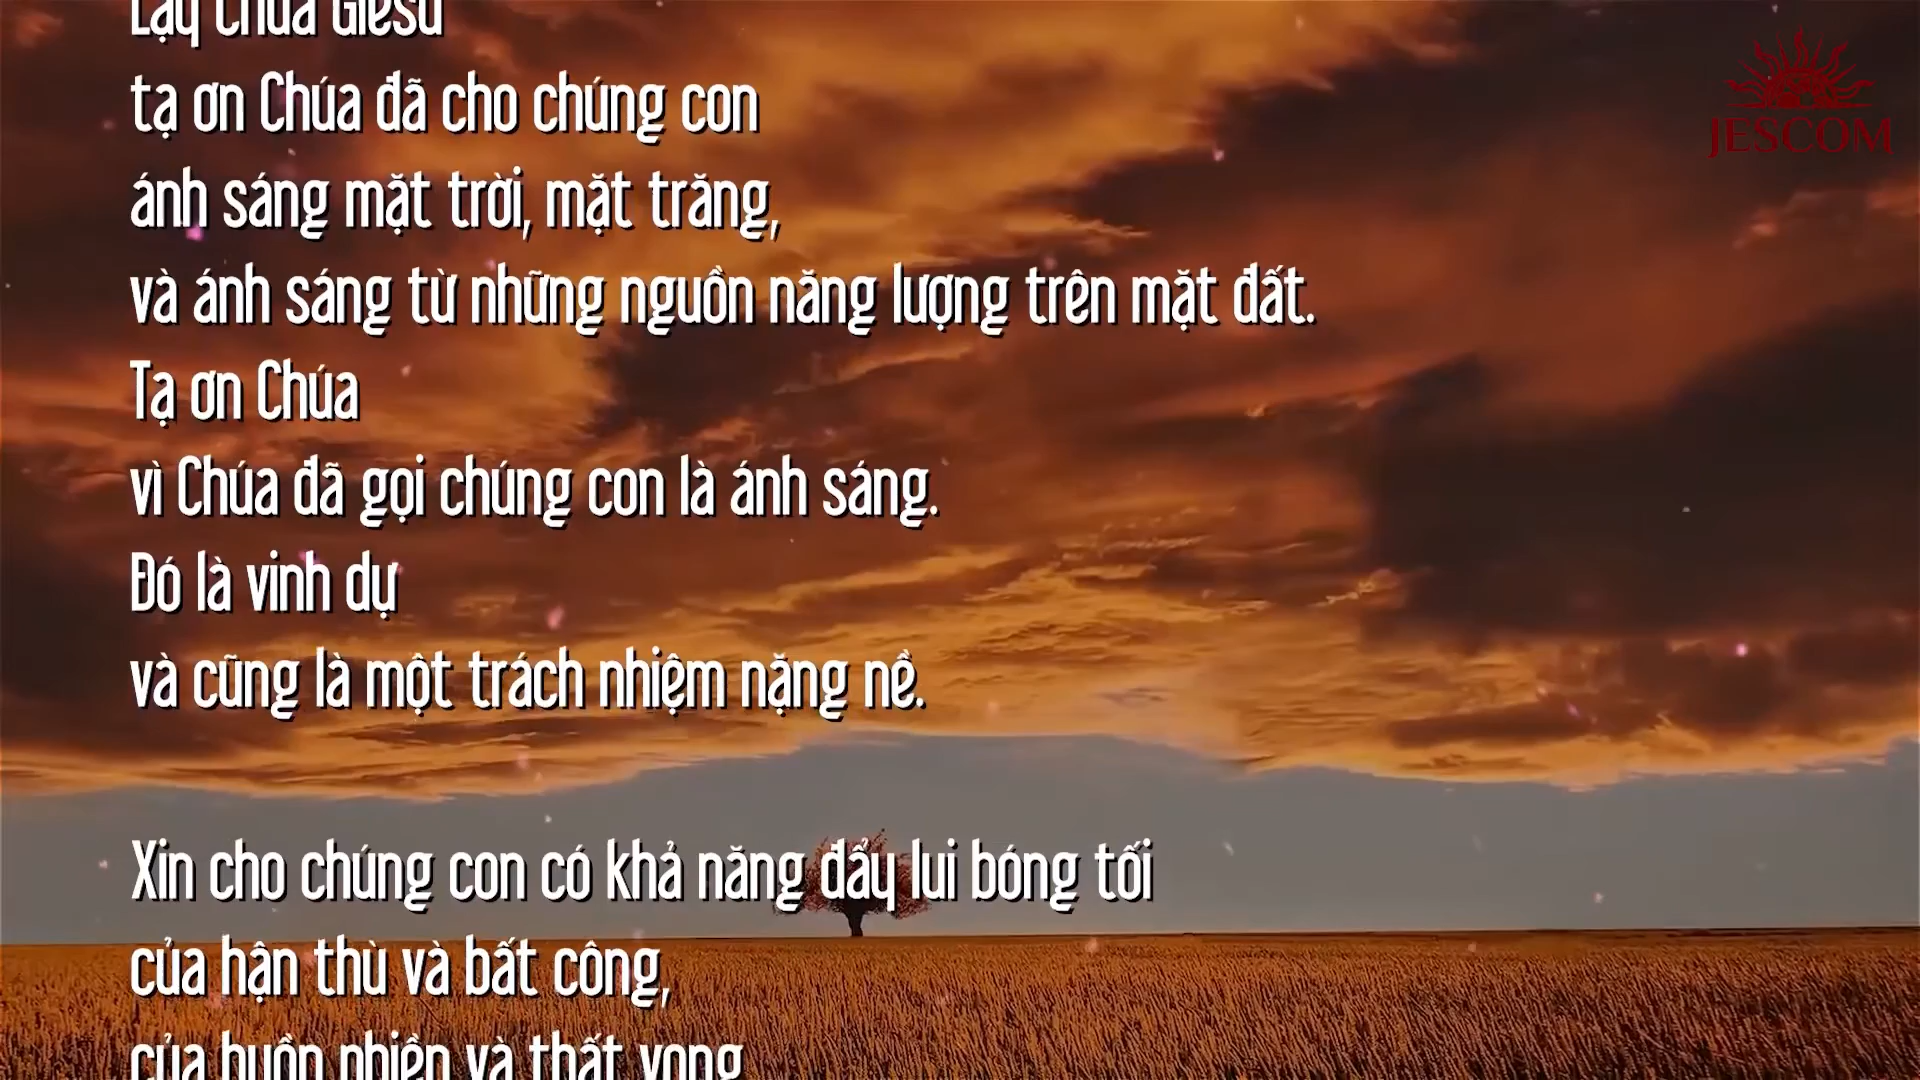 Lạy Chúa Giêsu
tạ ơn Chúa đã cho chúng con
ánh sáng mặt trời, mặt trăng,
và ánh sáng từ những nguồn năng lượng trên mặt đất.
Tạ ơn Chúa
vì Chúa đã gọi chúng con là ánh sáng.
Đó là vinh dự
và cũng là một trách nhiệm nặng nề.
Xin cho chúng con có khả năng đẩy lui bóng tối
của hận thù và bất công,
của buồn phiền và thất vọng
JESCOM